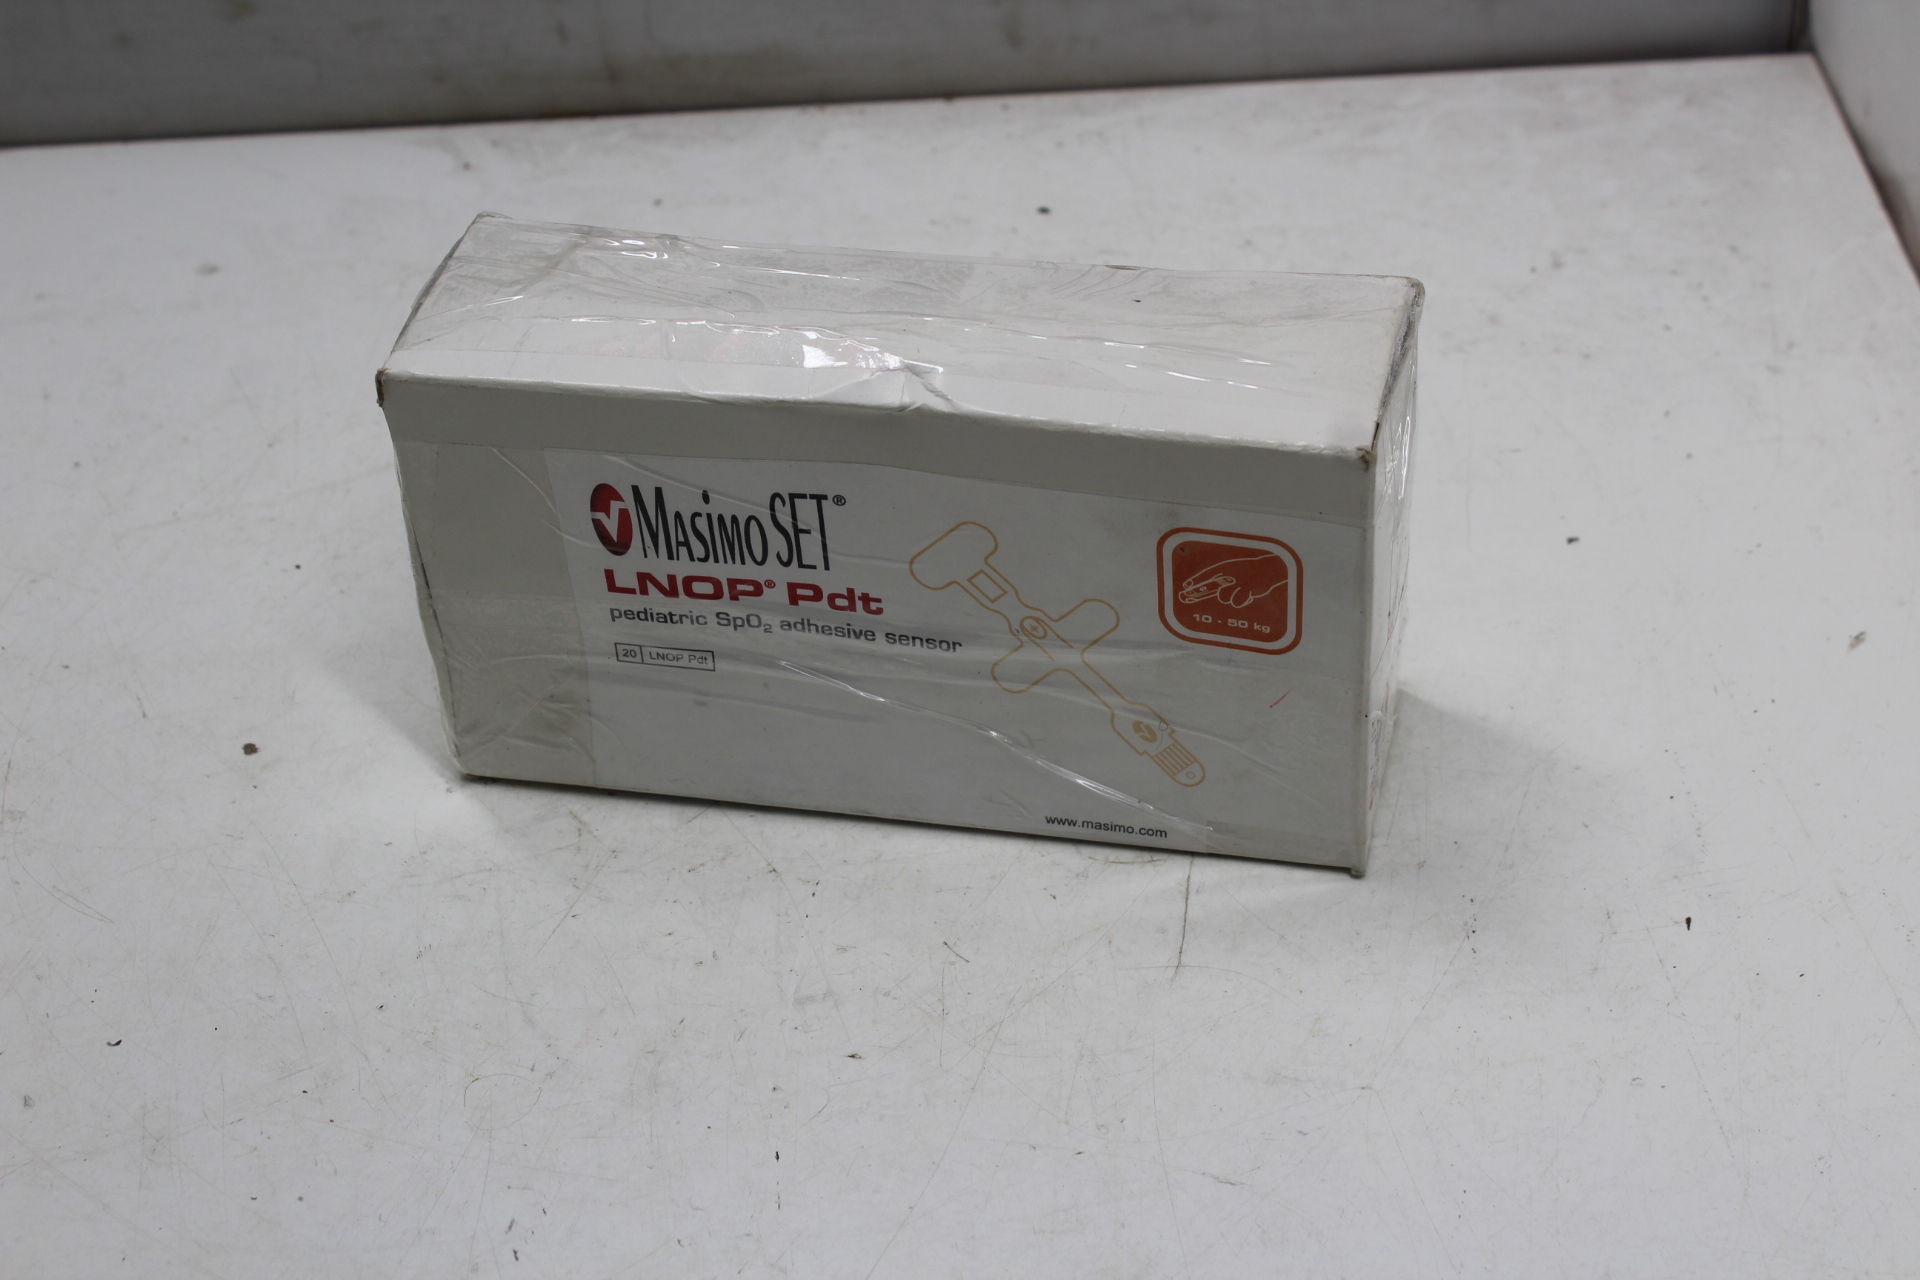 MASIMO SET®
LNOP® Pdt
pediatric SpO₂ adhesive sensor
20 LNOP Pdt
10 - 50 kg
www.masimo.com